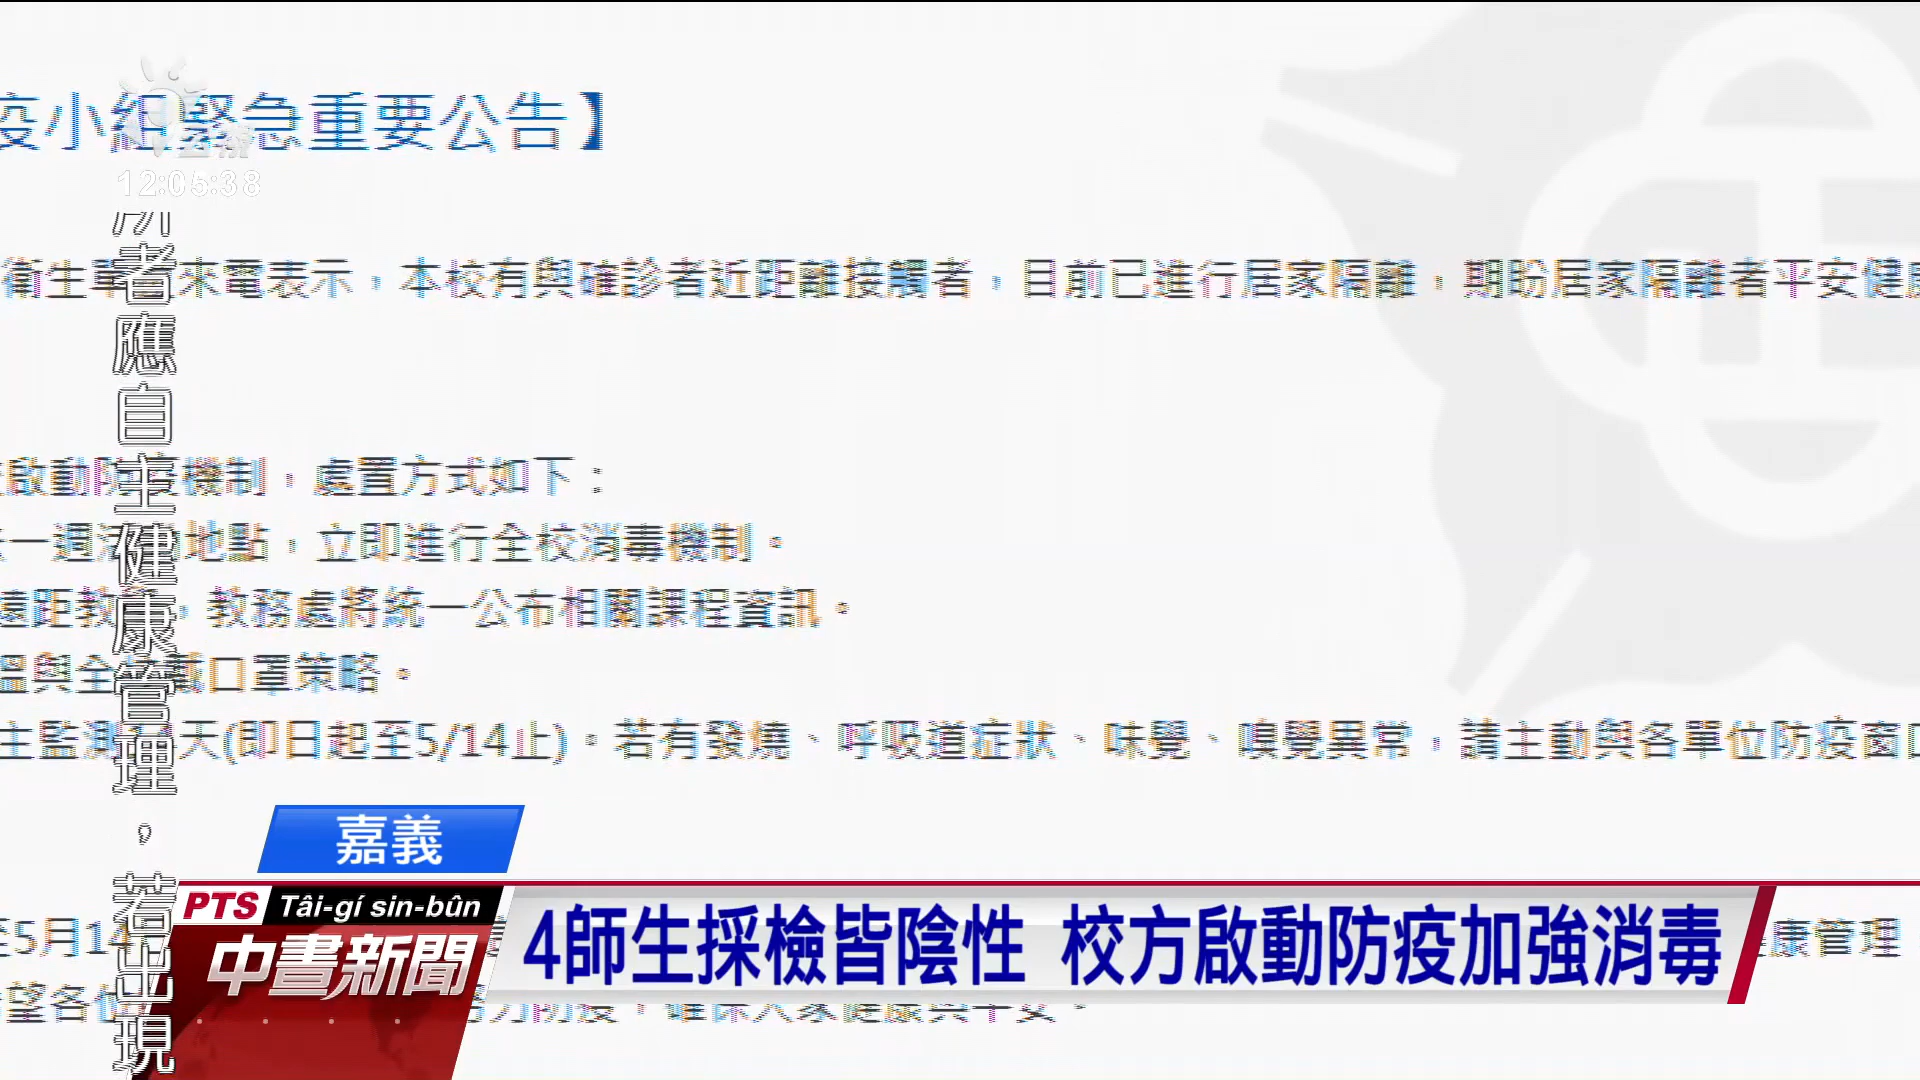 疫小組緊急重要公告】
12:05:38
衛生單 來電表示，本校有與確診者近距離接觸者，目前已進行居家隔離，期盼居家隔離者平安健康
啟動防疫機制，處置方式如下：
一週活 地點，立即進行全校消毒機制。
遠距教 ，教務處將統一公布相關課程資訊。
溫與全 戴口罩策略。
主監測 天(即日起至5/14止)。若有發燒、呼吸道症狀、味覺、嗅覺異常，請主動與各單位防疫窗口
至5月14 康管理
望各位
所者應自主健康管理，若出現
嘉義
PTS Tâi-gí sin-bûn
中晝新聞
4師生採檢皆陰性 校方啟動防疫加強消毒